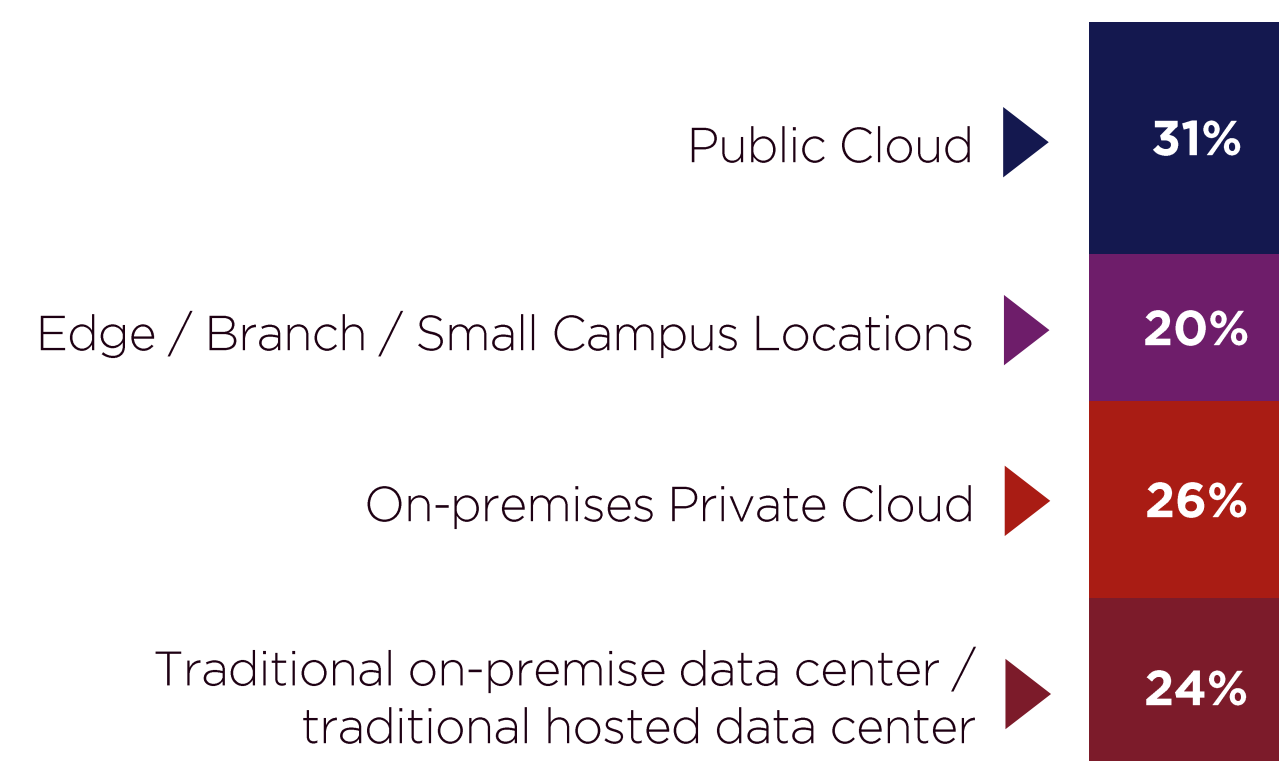 Public Cloud 31%
Edge / Branch / Small Campus Locations 20%
On-premises Private Cloud 26%
Traditional on-premise data center /
traditional hosted data center 24%